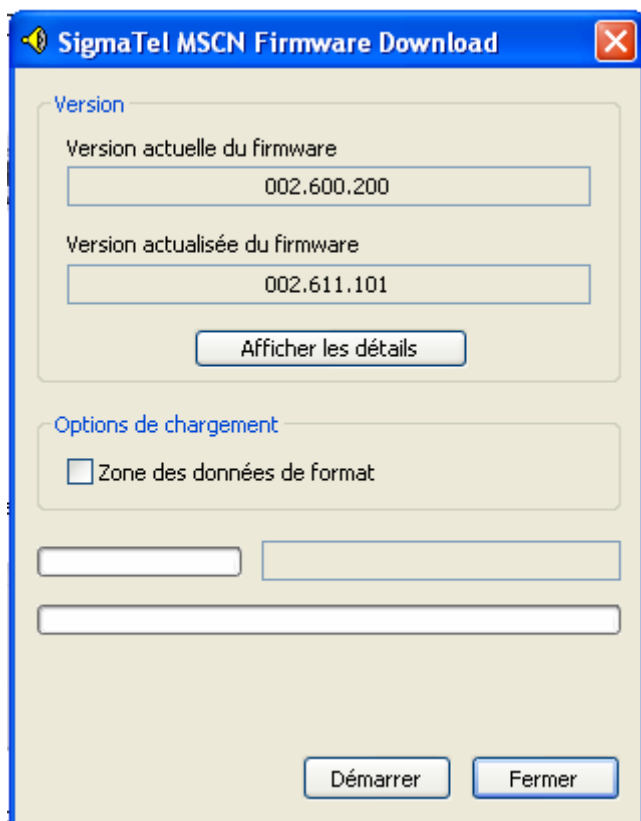 SigmaTel MSCN Firmware Download
Version
Version actuelle du firmware
002.600.200
Version actualisée du firmware
002.611.101
Afficher les détails
Options de chargement
Zone des données de format
Démarrer
Fermer